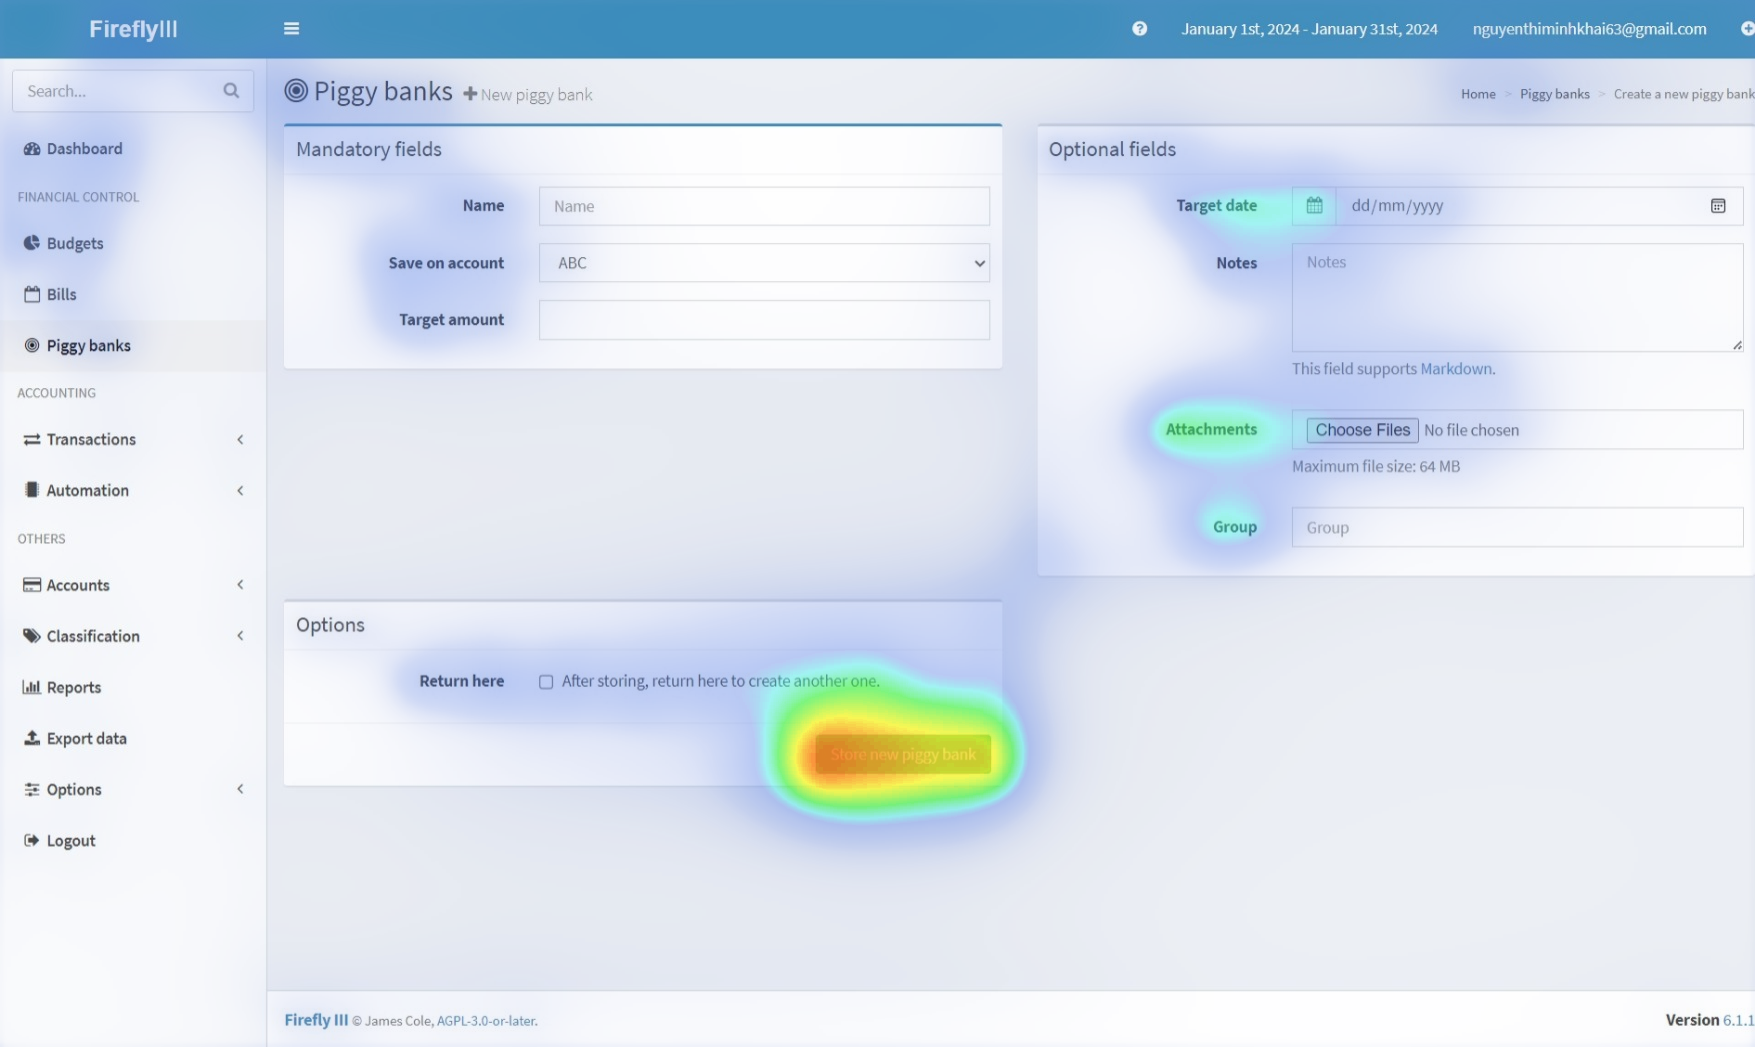 FireflyIII
January 1st, 2024 - January 31st, 2024
nguyenthiminhkhai63@gmail.com
Search...
Piggy banks New piggy bank
Home > Piggy banks > Create a new piggy bank
Dashboard
FINANCIAL CONTROL
Budgets
Bills
Piggy banks
ACCOUNTING
Transactions
Automation
OTHERS
Accounts
Classification
Reports
Export data
Options
Logout
Mandatory fields
Name Name
Save on account ABC
Target amount
Optional fields
Target date dd/mm/yyyy
Notes Notes
This field supports Markdown.
Attachments Choose Files No file chosen
Maximum file size: 64 MB
Group Group
Options
Return here After storing, return here to create another one.
Store new piggy bank
Firefly III © James Cole, AGPL-3.0-or-later.
Version 6.1.1